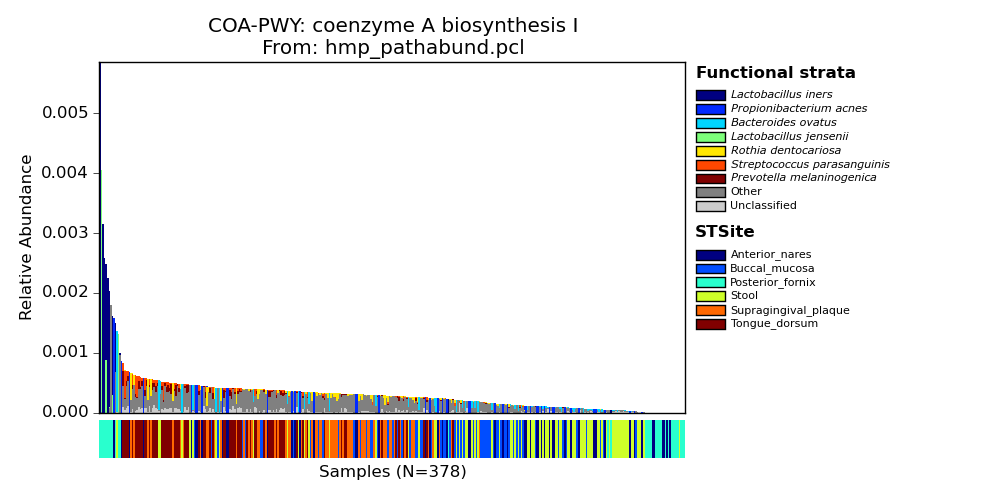 COA-PWY: coenzyme A biosynthesis I
From: hmp_pathabund.pcl
Relative Abundance
0.005
0.004
0.003
0.002
0.001
0.000
Samples (N=378)
Functional strata
Lactobacillus iners
Propionibacterium acnes
Bacteroides ovatus
Lactobacillus jensenii
Rothia dentocariosa
Streptococcus parasanguinis
Prevotella melaninogenica
Other
Unclassified
STSite
Anterior_nares
Buccal_mucosa
Posterior_fornix
Stool
Supragingival_plaque
Tongue_dorsum